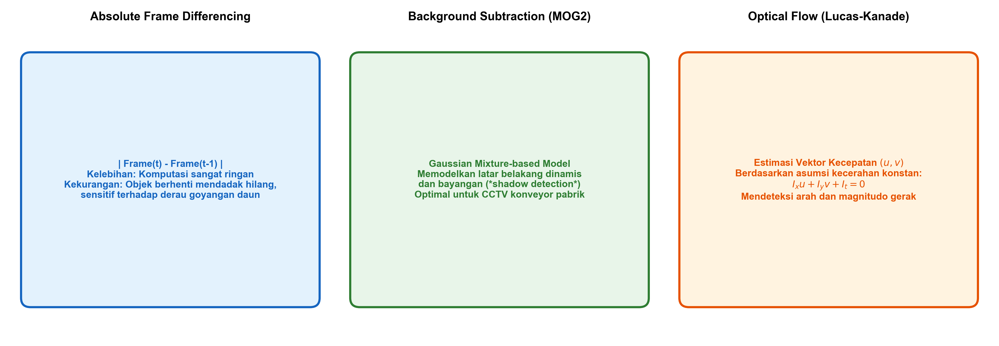 Absolute Frame Differencing
| Frame(t) - Frame(t-1) |
Kelebihan: Komputasi sangat ringan
Kekurangan: Objek berhenti mendadak hilang,
sensitif terhadap derau goyangan daun
Background Subtraction (MOG2)
Gaussian Mixture-based Model
Memodelkan latar belakang dinamis
dan bayangan (*shadow detection*)
Optimal untuk CCTV konveyor pabrik
Optical Flow (Lucas-Kanade)
Estimasi Vektor Kecepatan (u, v)
Berdasarkan asumsi kecerahan konstan:
I_x u + I_y v + I_t = 0
Mendeteksi arah dan magnitudo gerak